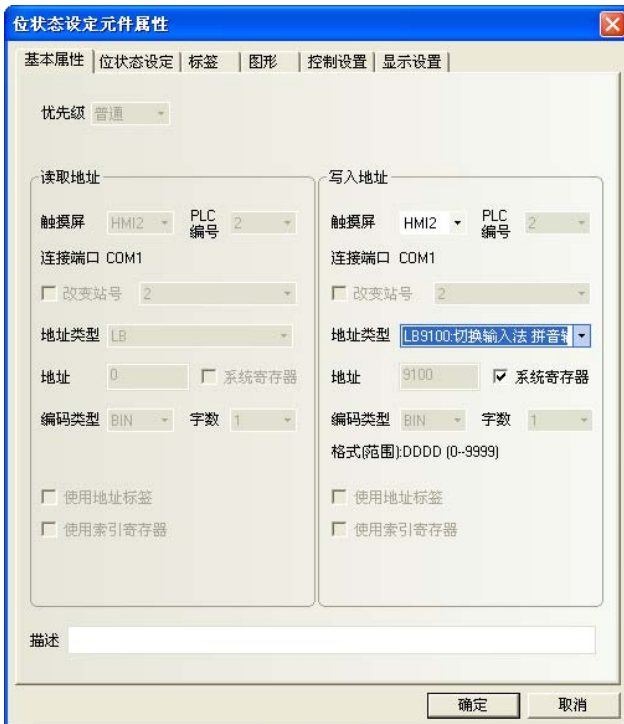 位状态设定元件属性
基本属性 位状态设定 标签 图形 控制设置 显示设置
优先级 普通
读取地址
触摸屏 HMI2 PLC编号 2
连接端口 COM1
改变站号 2
地址类型 LB
地址 0 系统寄存器
编码类型 BIN 字数 1
使用地址标签
使用索引寄存器
写入地址
触摸屏 HMI2 PLC编号 2
连接端口 COM1
改变站号 2
地址类型 LB9100:切换输入法 拼音
地址 9100 系统寄存器
编码类型 BIN 字数 1
格式(范围):DDDD (0--9999)
使用地址标签
使用索引寄存器
描述
确定 取消